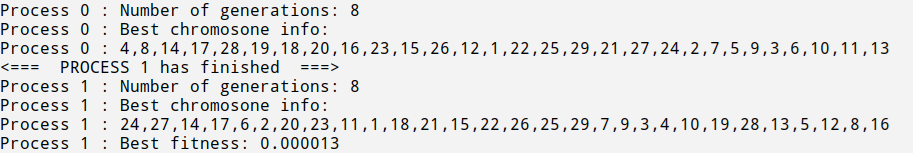 Process 0 : Number of generations: 8
Process 0 : Best chromosone info:
Process 0 : 4,8,14,17,28,19,18,20,16,23,15,26,12,1,22,25,29,21,27,24,2,7,5,9,3,6,10,11,13
<=== PROCESS 1 has finished ===>
Process 1 : Number of generations: 8
Process 1 : Best chromosone info:
Process 1 : 24,27,14,17,6,2,20,23,11,1,18,21,15,22,26,25,29,7,9,3,4,10,19,28,13,5,12,8,16
Process 1 : Best fitness: 0.000013